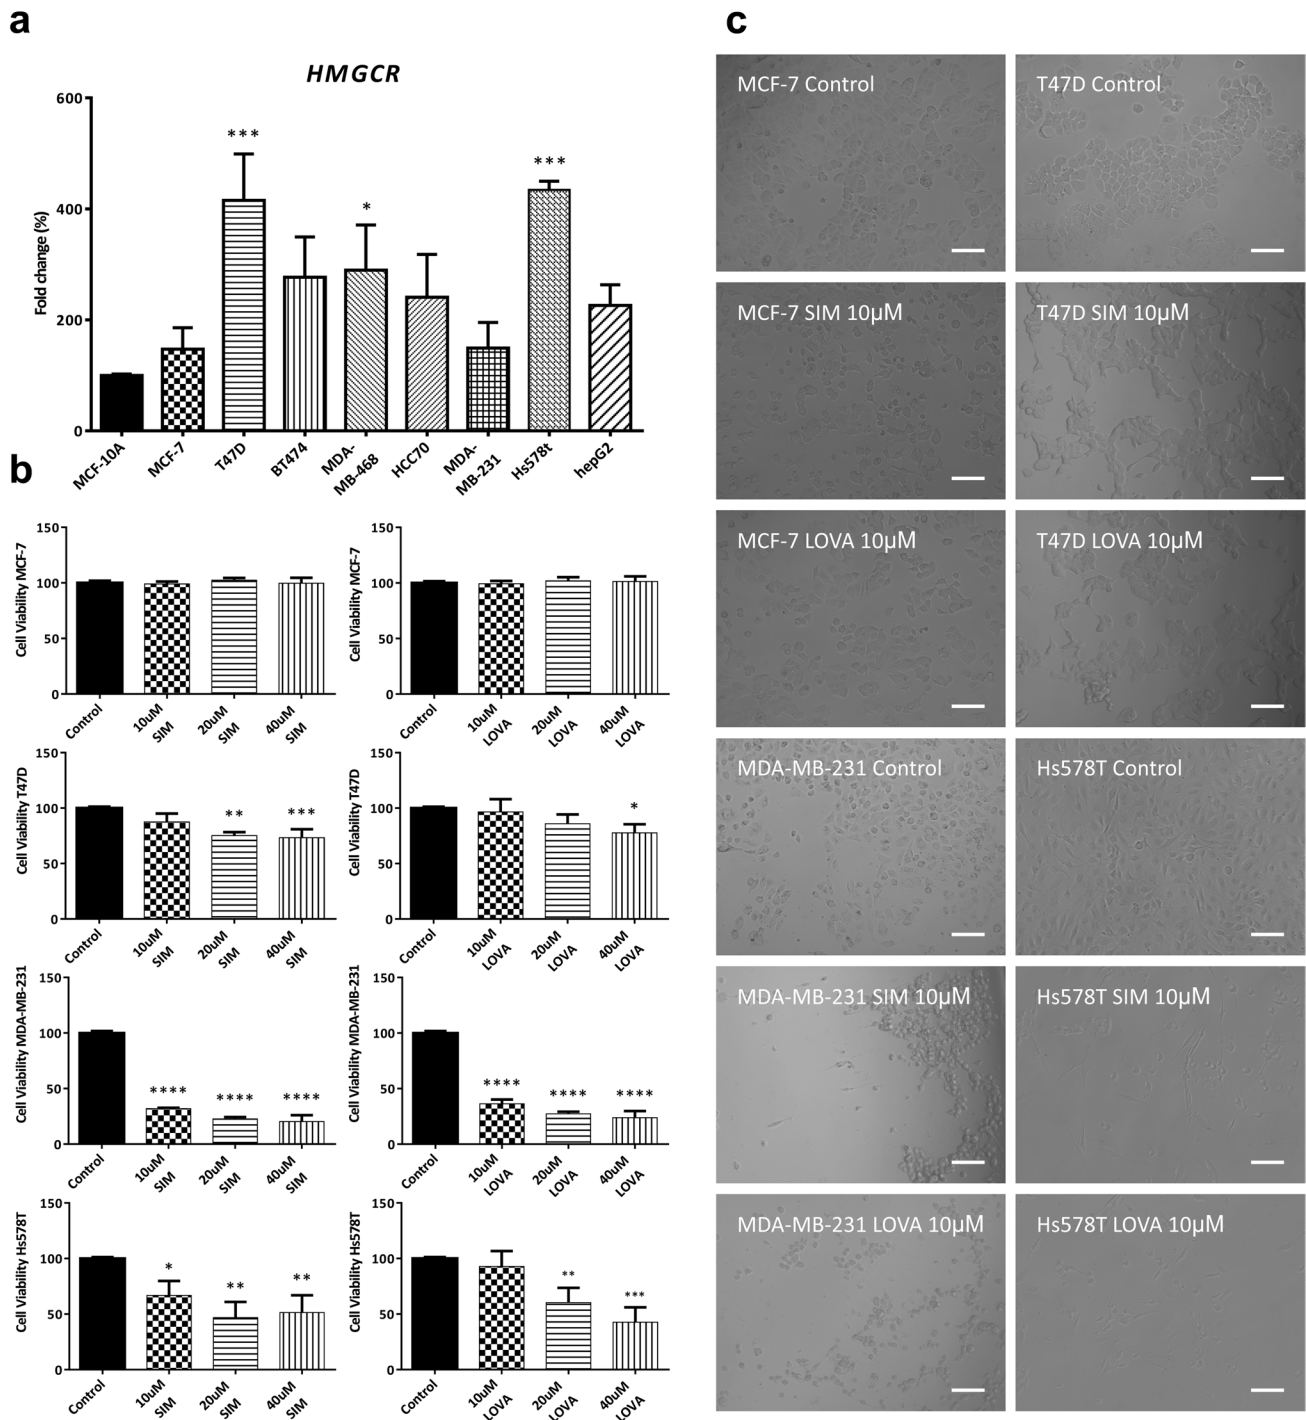 a
HMGCR
Fold change (%)
600
400
200
0
***
*
***
MCF-10A
MCF-7
T47D
BT474
MDA-
MB-468
HCC70
MDA-
MB-231
Hs578t
hepG2
b
Cell Viability MCF-7
150
100
50
0
Control
10uM
SIM
20uM
SIM
40uM
SIM
Cell Viability MCF-7
150
100
50
0
Control
10uM
LOVA
20uM
LOVA
40uM
LOVA
Cell Viability T47D
150
100
50
0
**
***
Control
10uM
SIM
20uM
SIM
40uM
SIM
Cell Viability T47D
150
100
50
0
*
Control
10uM
LOVA
20uM
LOVA
40uM
LOVA
Cell Viability MDA-MB-231
150
100
50
0
****
****
****
Control
10uM
SIM
20uM
SIM
40uM
SIM
Cell Viability MDA-MB-231
150
100
50
0
****
****
****
Control
10uM
LOVA
20uM
LOVA
40uM
LOVA
Cell Viability Hs578T
150
100
50
0
*
**
**
Control
10uM
SIM
20uM
SIM
40uM
SIM
Cell Viability Hs578T
150
100
50
0
**
***
Control
10uM
LOVA
20uM
LOVA
40uM
LOVA
c
MCF-7 Control
T47D Control
MCF-7 SIM 10µM
T47D SIM 10µM
MCF-7 LOVA 10µM
T47D LOVA 10µM
MDA-MB-231 Control
Hs578T Control
MDA-MB-231 SIM 10µM
Hs578T SIM 10µM
MDA-MB-231 LOVA 10µM
Hs578T LOVA 10µM